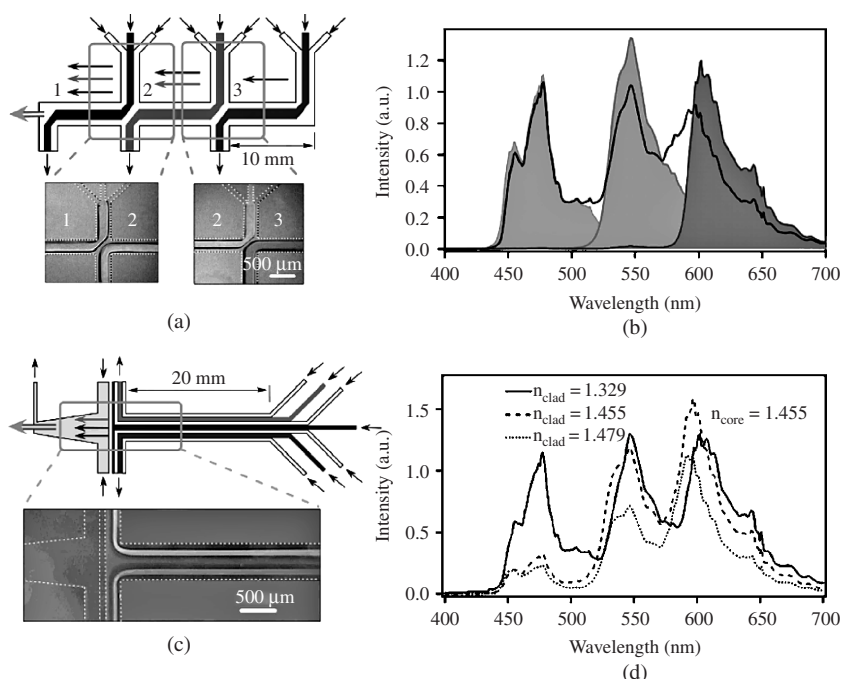 1
2
3
10 mm
1
2
2
3
500 μm
(a)
Intensity (a.u.)
1.2
1.0
0.8
0.6
0.4
0.2
0.0
400
450
500
550
600
650
700
Wavelength (nm)
(b)
20 mm
500 μm
(c)
Intensity (a.u.)
1.5
1.0
0.5
0.0
n_clad = 1.329
n_clad = 1.455
n_clad = 1.479
n_core = 1.455
400
450
500
550
600
650
700
Wavelength (nm)
(d)